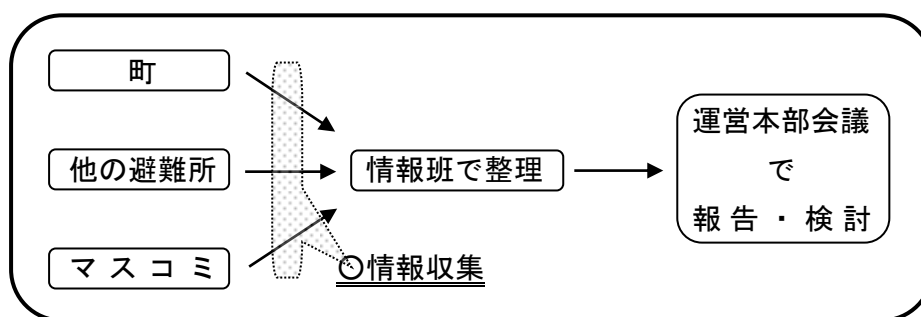 町
他の避難所
マスコミ
情報班で整理
○情報収集
運営本部会議
で
報告・検討